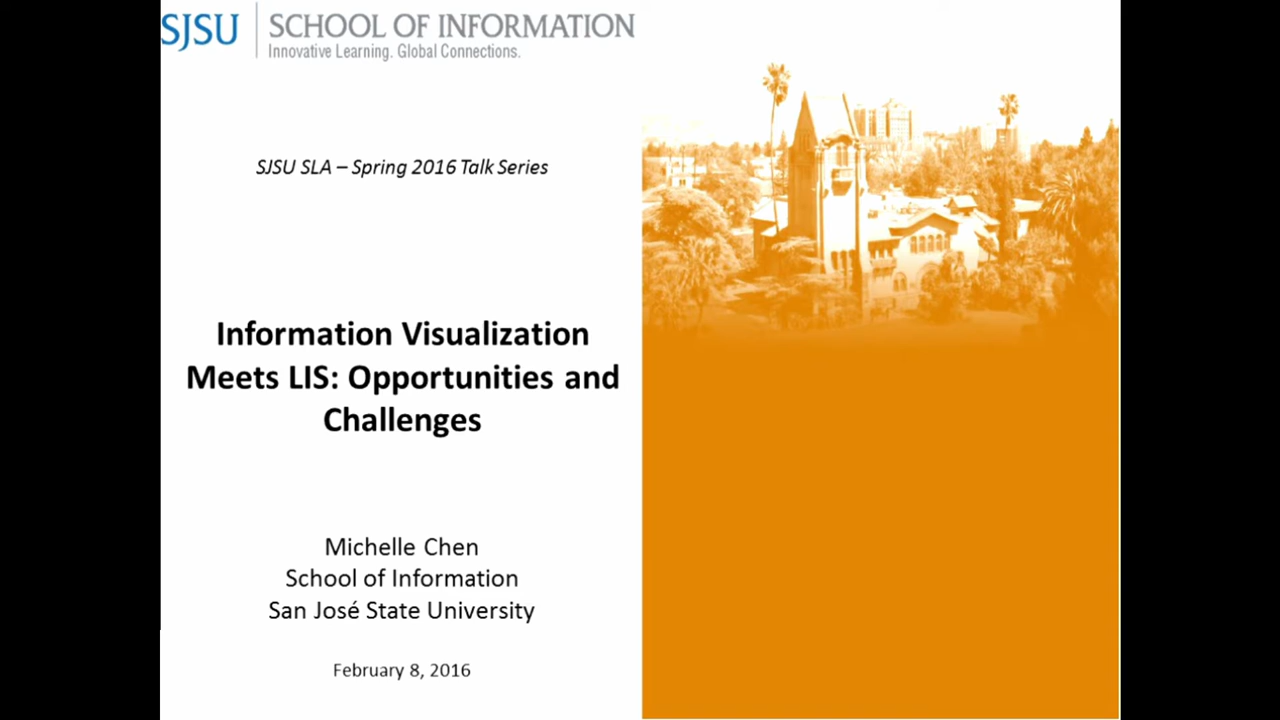 SJSU
SCHOOL OF INFORMATION
Innovative Learning. Global Connections.
SJSU SLA – Spring 2016 Talk Series
Information Visualization
Meets LIS: Opportunities and
Challenges
Michelle Chen
School of Information
San José State University
February 8, 2016